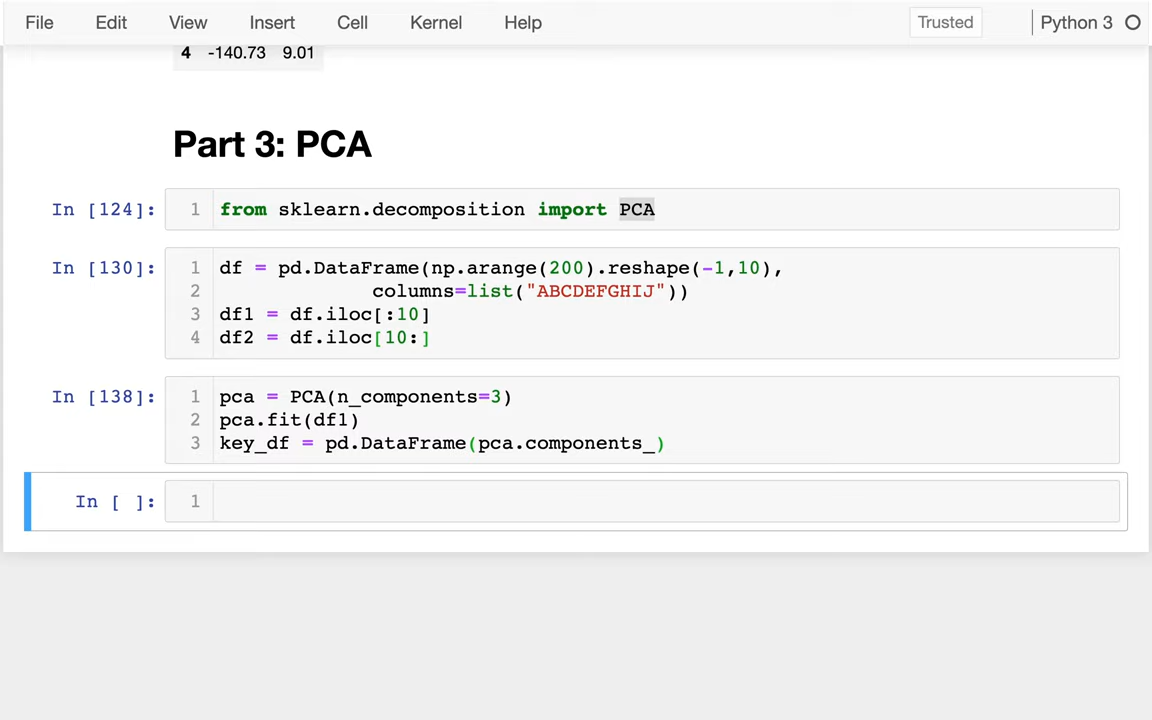 File Edit View Insert Cell Kernel Help Trusted Python 3
4 -140.73 9.01
Part 3: PCA
In [124]: 1 from sklearn.decomposition import PCA
In [130]: 1 df = pd.DataFrame(np.arange(200).reshape(-1,10),
2 columns=list("ABCDEFGHIJ"))
3 df1 = df.iloc[:10]
4 df2 = df.iloc[10:]
In [138]: 1 pca = PCA(n_components=3)
2 pca.fit(df1)
3 key_df = pd.DataFrame(pca.components_)
In [ ]: 1